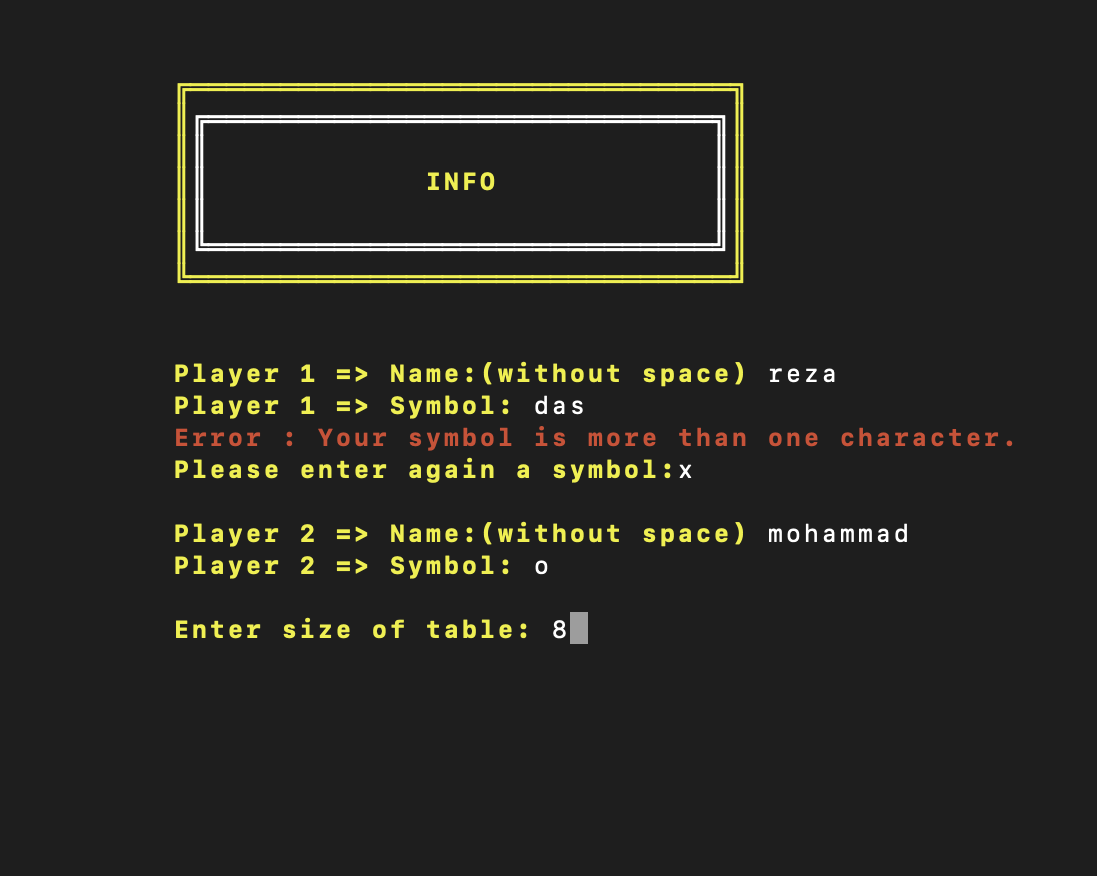 INFO
Player 1 => Name:(without space) reza
Player 1 => Symbol: das
Error : Your symbol is more than one character.
Please enter again a symbol:x
Player 2 => Name:(without space) mohammad
Player 2 => Symbol: o
Enter size of table: 8